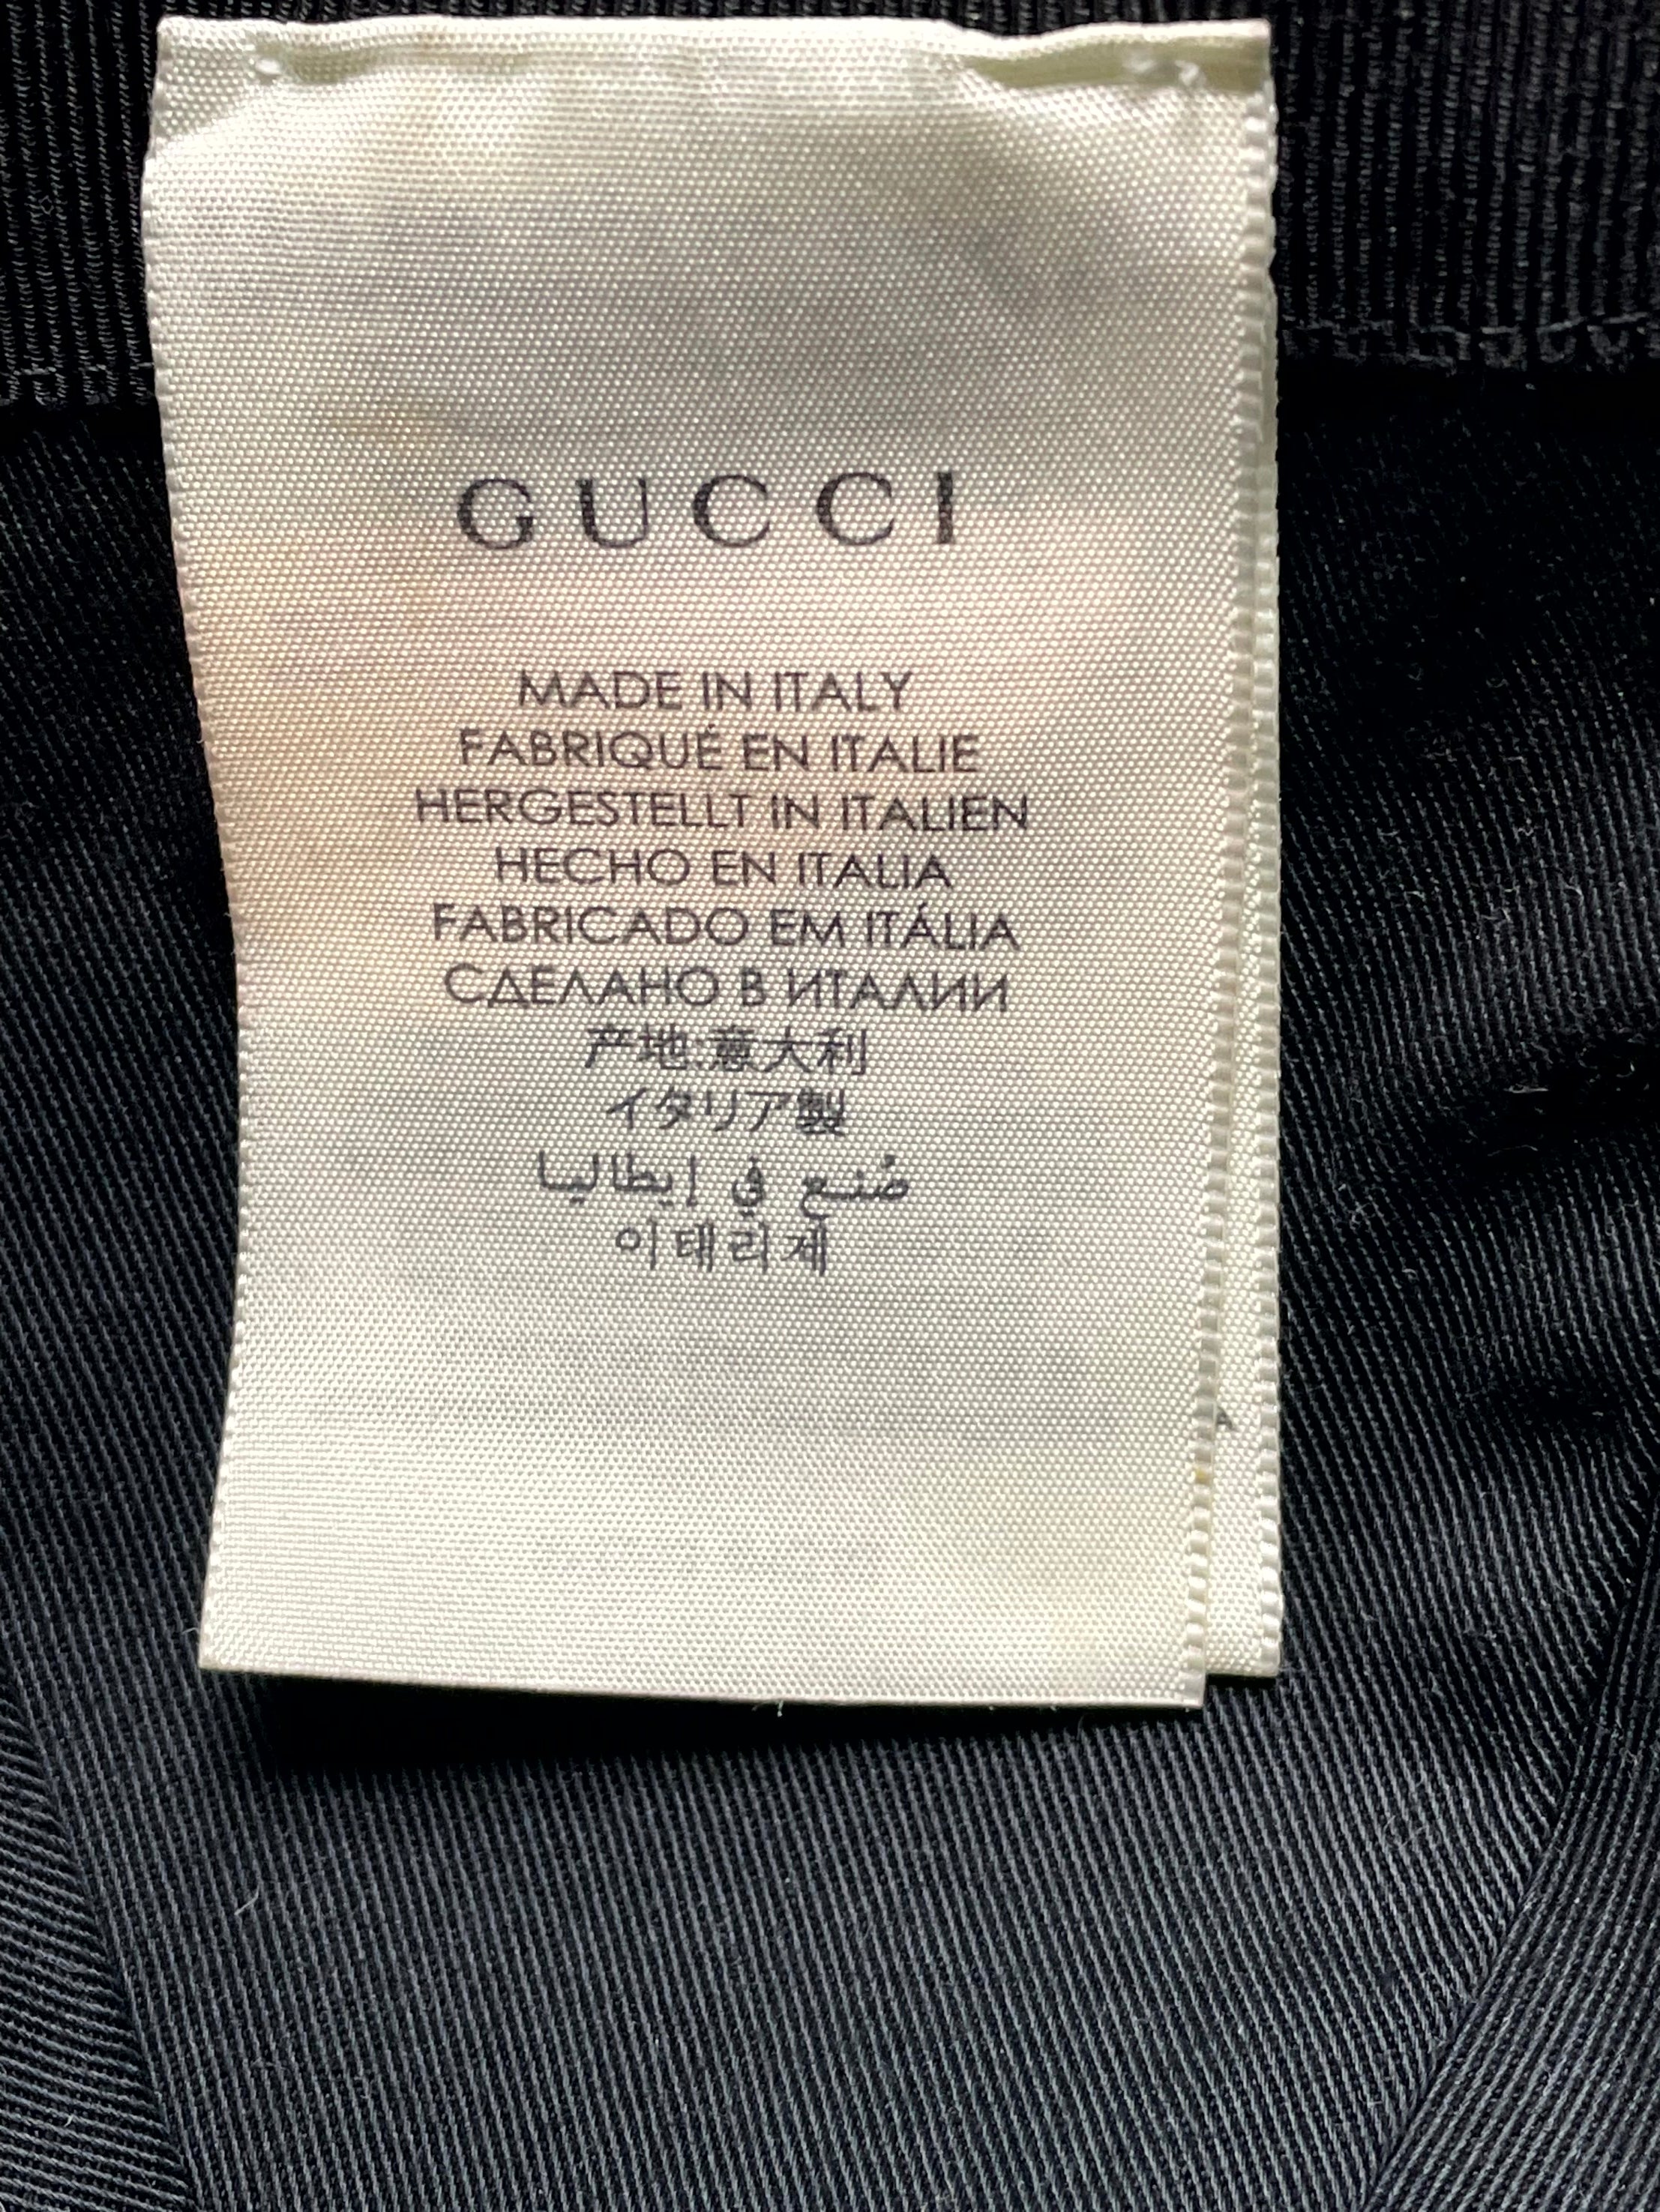 GUCCI
MADE IN ITALY
FABRIQUÉ EN ITALIE
HERGESTELLT IN ITALIEN
HECHO EN ITALIA
FABRICADO EM ITÁLIA
СДЕЛАНО В ИТАЛИИ
产地:意大利
イタリア製
صُنع في إيطاليا
이태리제